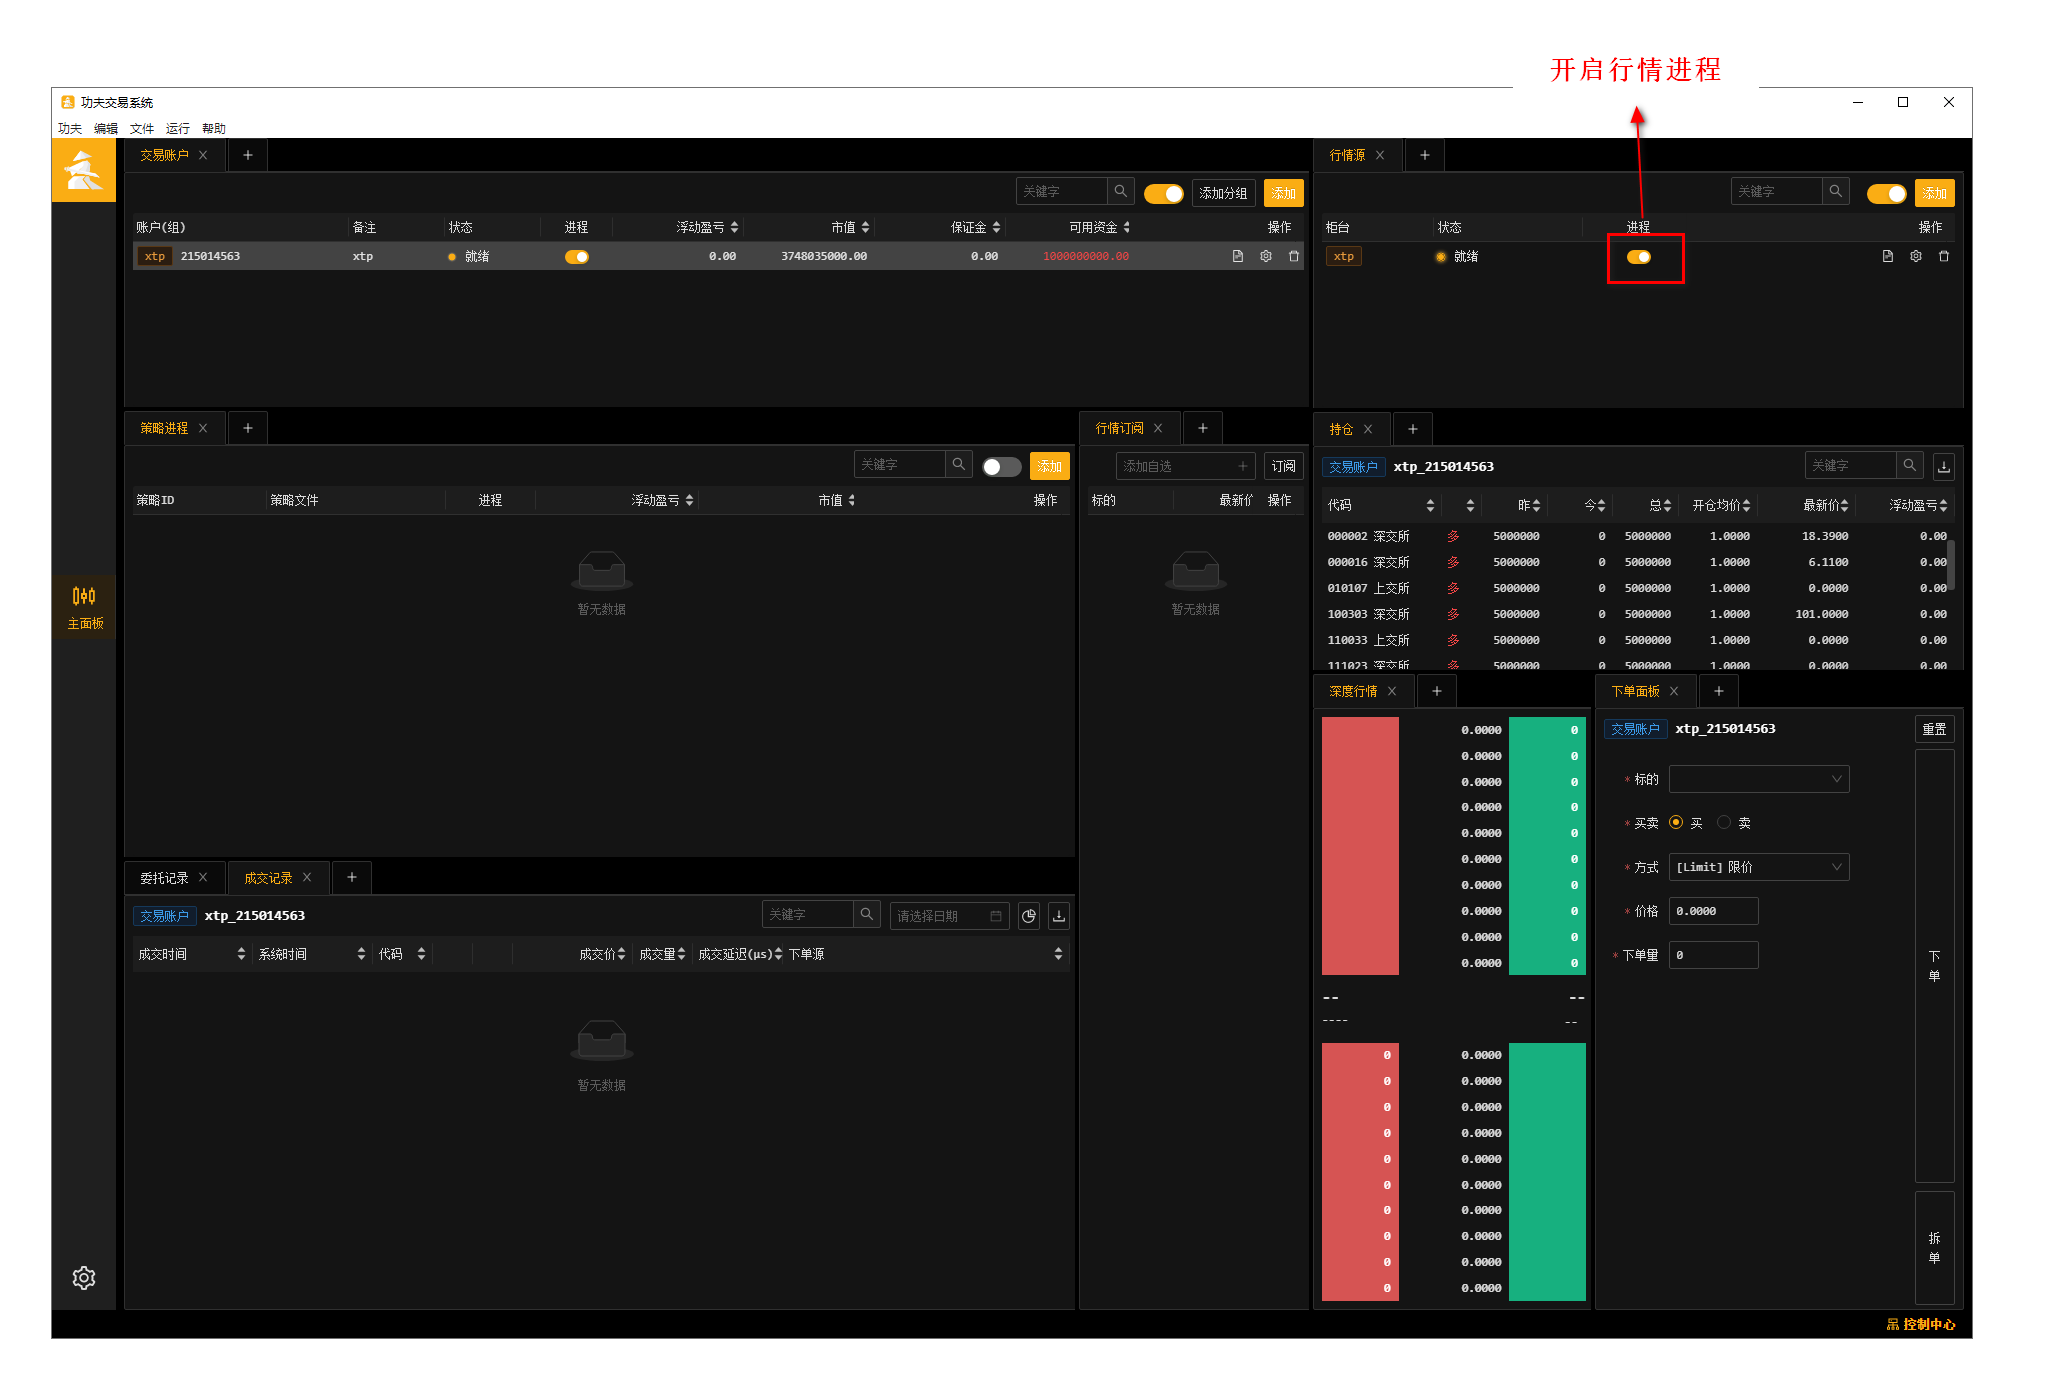 开启行情进程
功夫交易系统
功夫 编辑 文件 运行 帮助
交易账户
关键字 添加分组 添加
账户(组) 备注 状态 进程 浮动盈亏 市值 保证金 可用资金 操作
xtp 215014563 xtp 就绪 0.00 3748035000.00 0.00 1000000000.00
行情源
关键字 添加
柜台 状态 进程 操作
xtp 就绪
主面板
策略进程
关键字 添加
策略ID 策略文件 进程 浮动盈亏 市值 操作
暂无数据
行情订阅
添加自选 订阅
标的 最新价 操作
暂无数据
持仓
交易账户 xtp_215014563 关键字
代码 昨 今 总 开仓均价 最新价 浮动盈亏
000002 深交所 多 5000000 0 5000000 1.0000 18.3900 0.00
000016 深交所 多 5000000 0 5000000 1.0000 6.1100 0.00
010107 上交所 多 5000000 0 5000000 1.0000 0.0000 0.00
100303 深交所 多 5000000 0 5000000 1.0000 101.0000 0.00
110033 上交所 多 5000000 0 5000000 1.0000 0.0000 0.00
111023 深交所 多 5000000 0 5000000 1.0000 0.0000 0.00
委托记录 成交记录
交易账户 xtp_215014563 关键字 请选择日期
成交时间 系统时间 代码 成交价 成交量 成交延迟(μs) 下单源
暂无数据
深度行情
0.0000 0
0.0000 0
0.0000 0
0.0000 0
0.0000 0
0.0000 0
0.0000 0
0.0000 0
0.0000 0
0.0000 0
-- --
---- --
0 0.0000
0 0.0000
0 0.0000
0 0.0000
0 0.0000
0 0.0000
0 0.0000
0 0.0000
0 0.0000
0 0.0000
下单面板
交易账户 xtp_215014563 重置
* 标的
* 买卖 买 卖
* 方式 [Limit] 限价
* 价格 0.0000
* 下单量 0
下单
拆单
控制中心